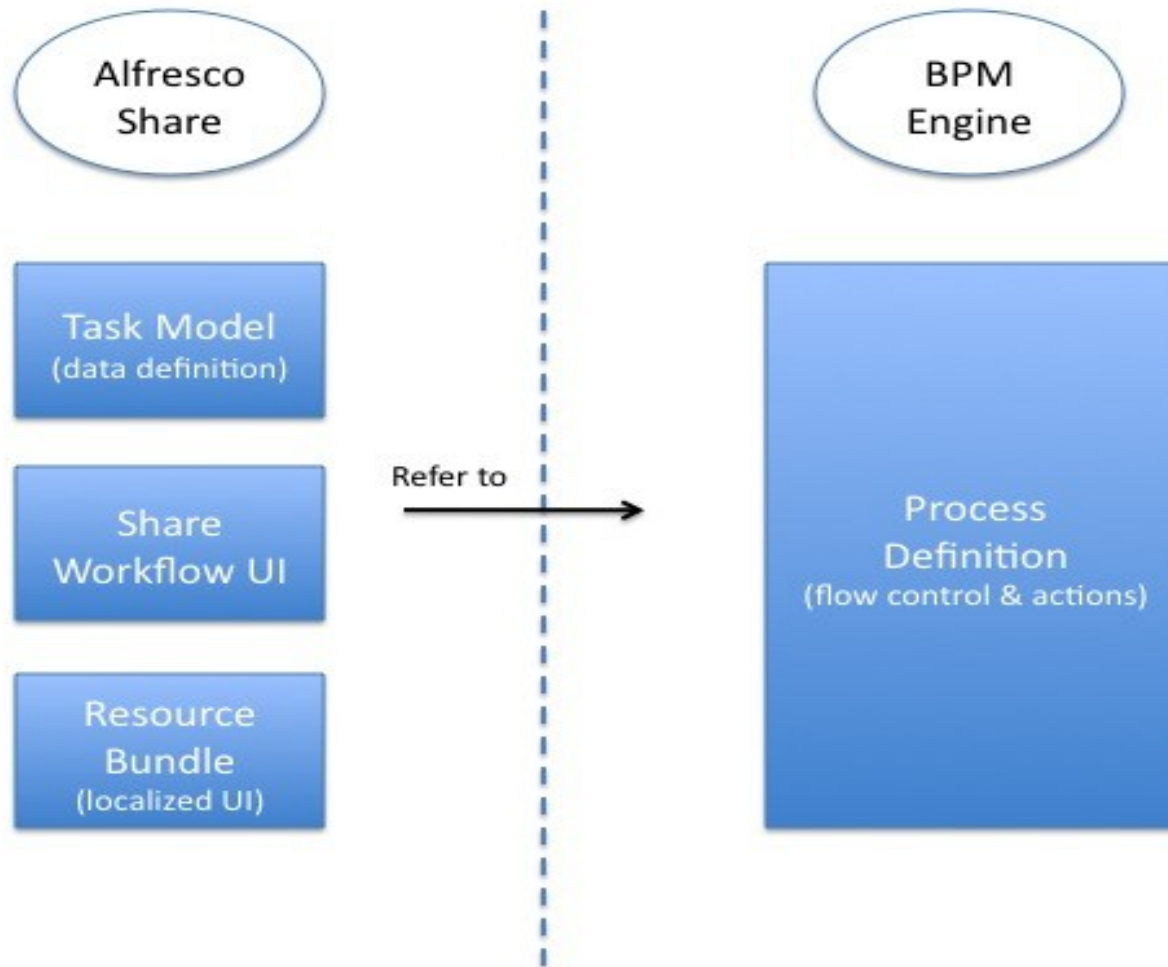 Alfresco
Share
BPM
Engine
Task Model
(data definition)
Refer to
Share
Workflow UI
Process
Definition
(flow control & actions)
Resource
Bundle
(localized UI)